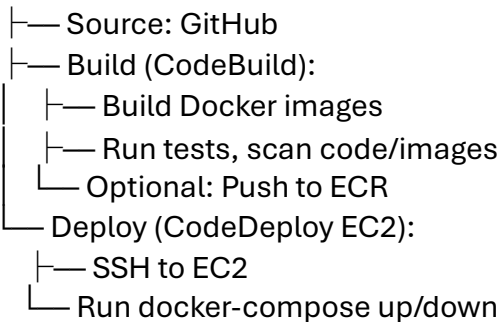 ├── Source: GitHub
├── Build (CodeBuild):
│   ├── Build Docker images
│   ├── Run tests, scan code/images
│   └── Optional: Push to ECR
└── Deploy (CodeDeploy EC2):
    ├── SSH to EC2
    └── Run docker-compose up/down